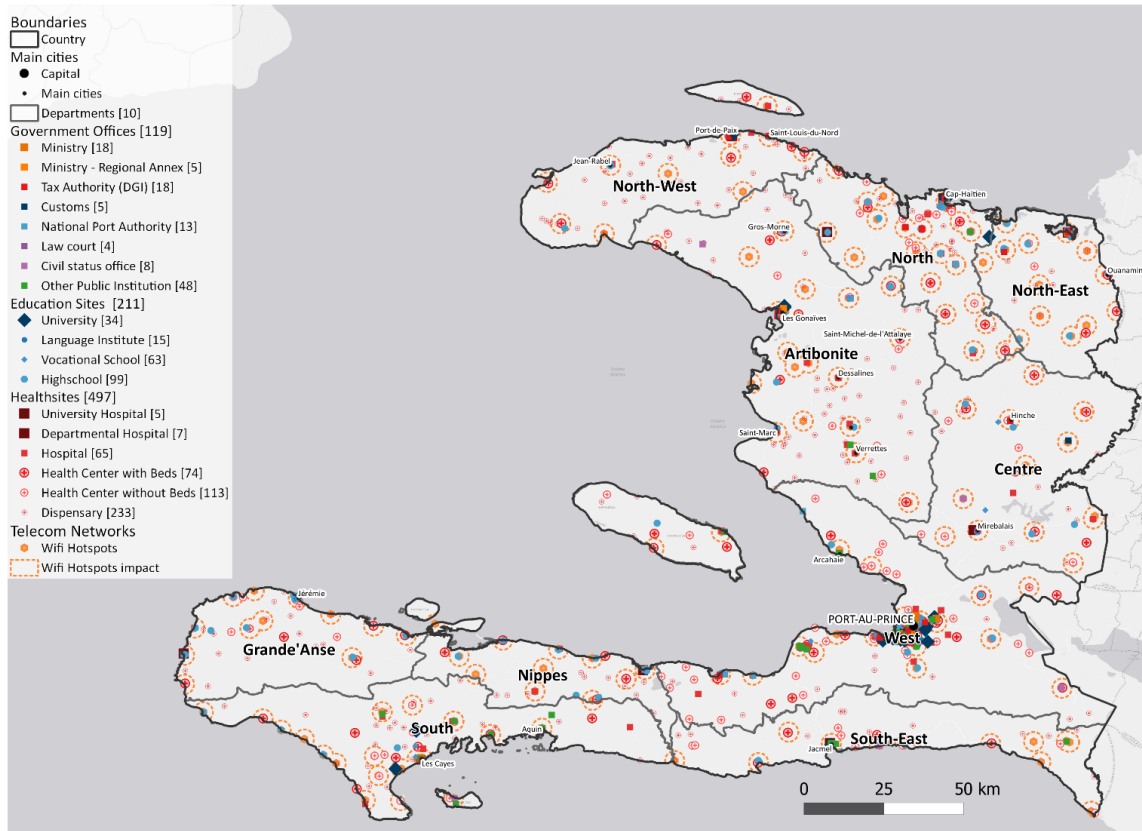 Boundaries
Country
Main cities
Capital
Main cities
Departments [10]
Government Offices [119]
Ministry [18]
Ministry - Regional Annex [5]
Tax Authority (DGI) [18]
Customs [5]
National Port Authority [13]
Law court [4]
Civil status office [8]
Other Public Institution [48]
Education Sites [211]
University [34]
Language Institute [15]
Vocational School [63]
Highschool [99]
Healthsites [497]
University Hospital [5]
Departmental Hospital [7]
Hospital [65]
Health Center with Beds [74]
Health Center without Beds [113]
Dispensary [233]
Telecom Networks
Wifi Hotspots
Wifi Hotspots impact
Port-de-Paix
Saint-Louis-du-Nord
Jean-Rabel
North-West
Cap-Haïtien
Gros-Morne
North
Ouanamin
North-East
Les Gonaïves
Saint-Michel-de-l'Attalaye
Artibonite
Dessalines
Hinche
Saint-Marc
Verrettes
Centre
Mirebalais
Arcahaie
Jérémie
PORT-AU-PRINCE
West
Grande'Anse
Nippes
South
Aquin
South-East
Jacmel
Les Cayes
0 25 50 km